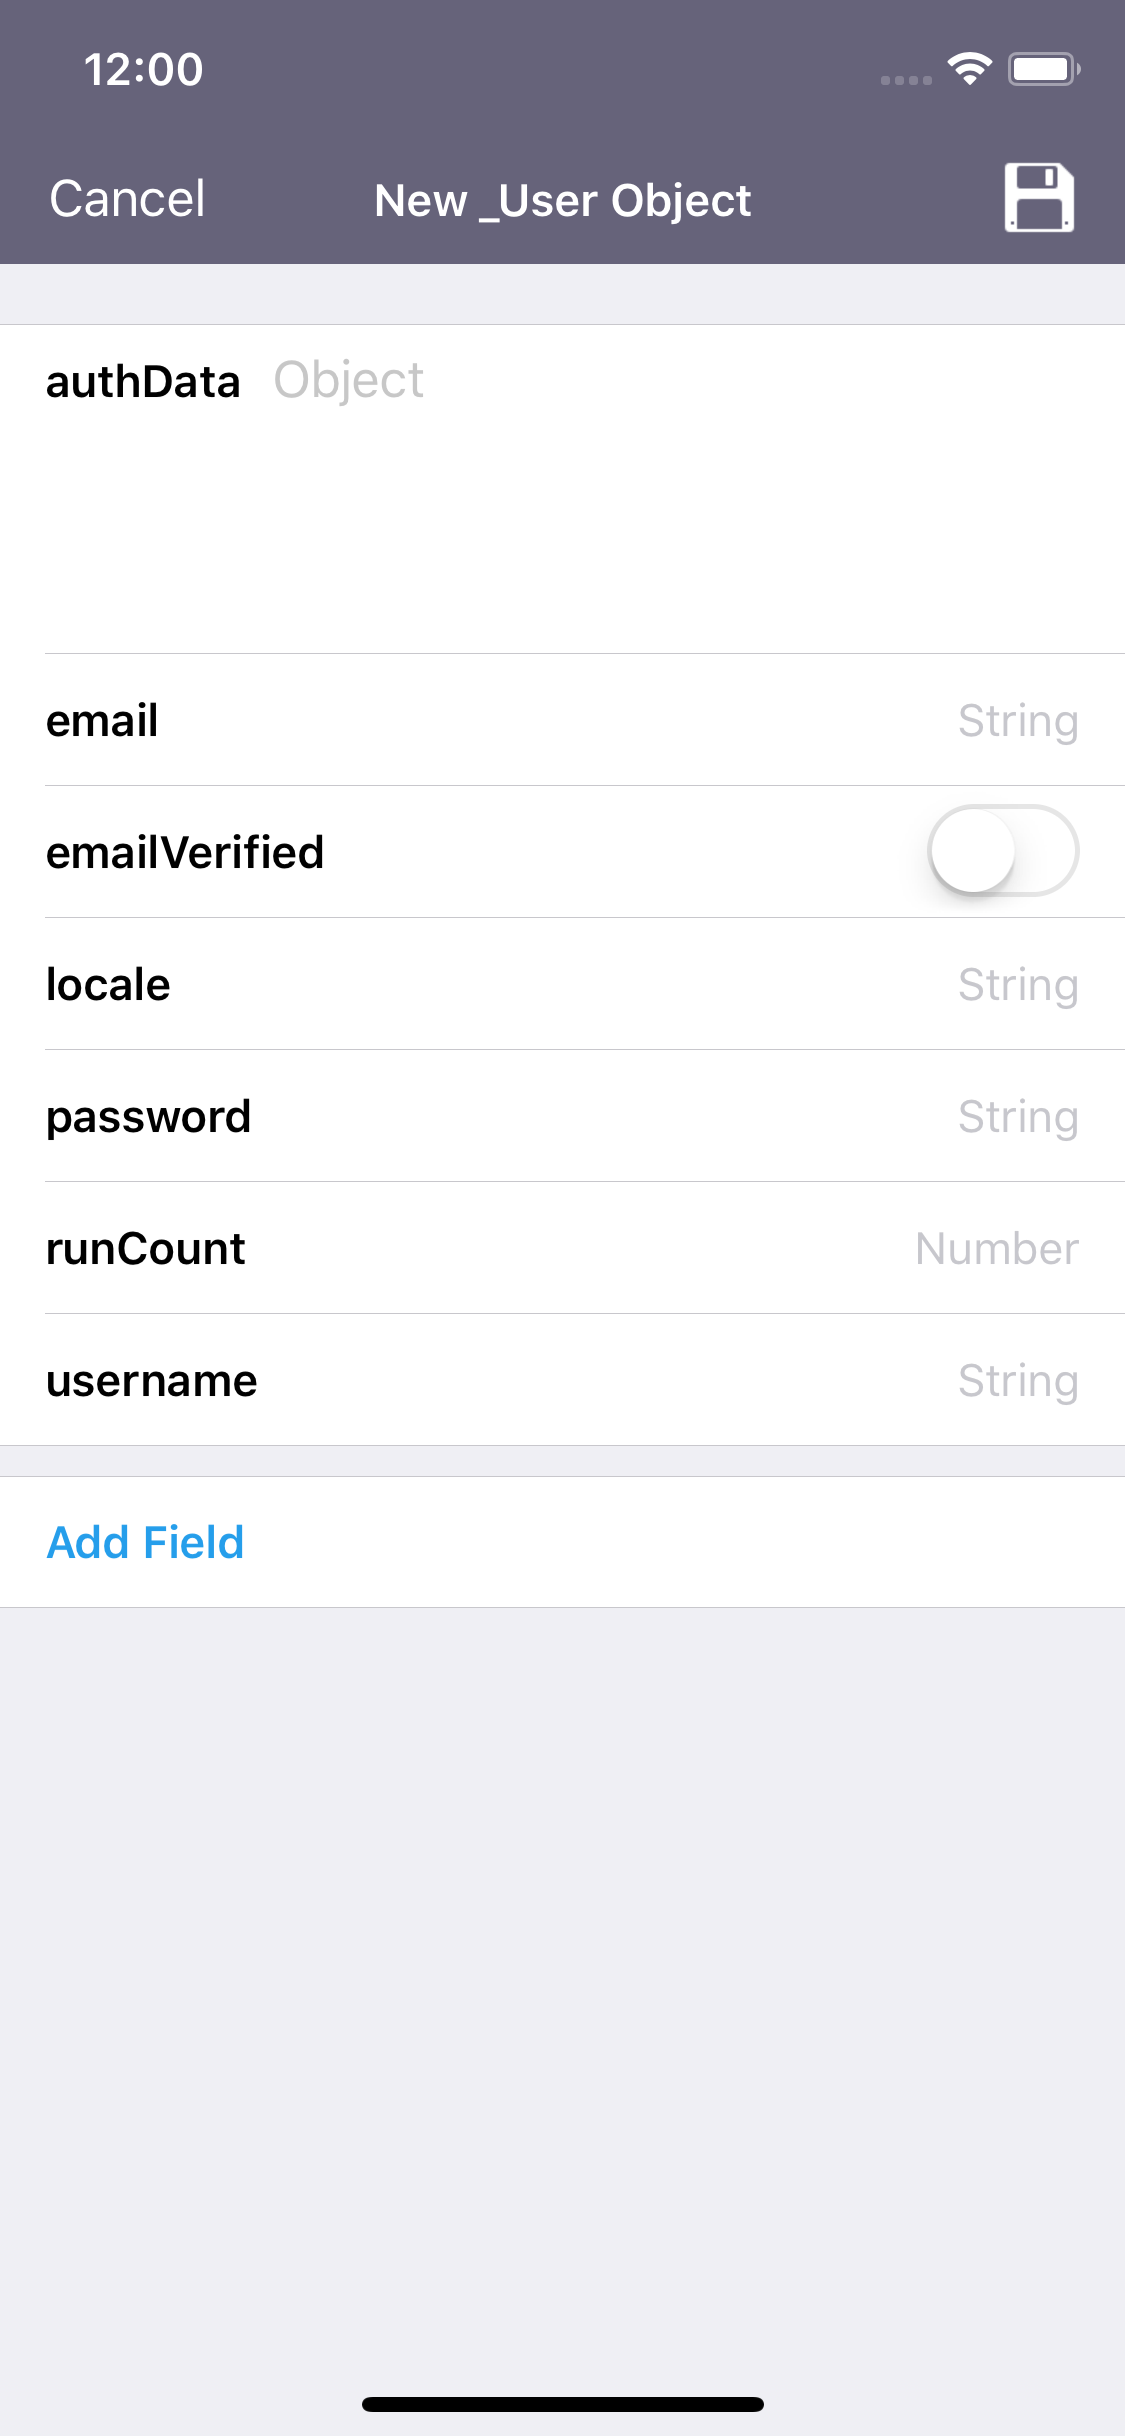 12:00
Cancel New _User Object
authData Object
email String
emailVerified
locale String
password String
runCount Number
username String
Add Field